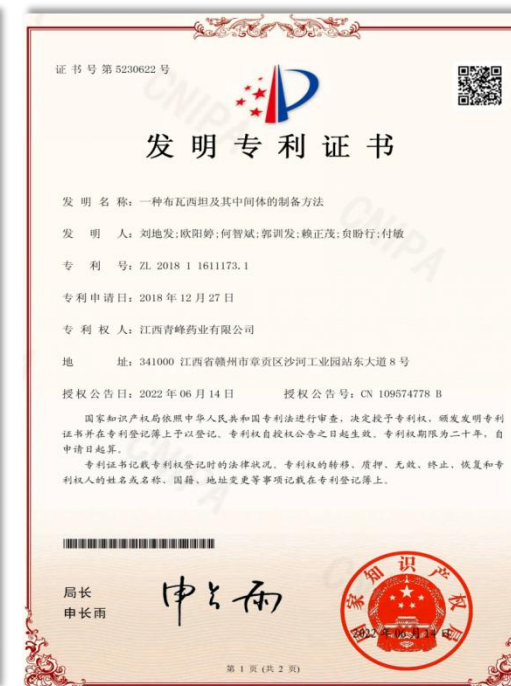 证书号第5230622号
发明专利证书
发 明 名 称：一种布瓦西坦及其中间体的制备方法
发 明 人：刘地发;欧阳婷;何智斌;郭训发;赖正茂;贠盼行;付敏
专 利 号：ZL 2018 1 1611173.1
专利申请日：2018年12月27日
专 利 权 人：江西青峰药业有限公司
地 址：341000 江西省赣州市章贡区沙河工业园站东大道8号
授权公告日：2022年06月14日 授权公告号：CN 109574778 B
国家知识产权局依照中华人民共和国专利法进行审查，决定授予专利权，颁发发明专利
证书并在专利登记簿上予以登记。专利权自授权公告之日起生效。专利权期限为二十年，自
申请日起算。
专利证书记载专利权登记时的法律状况。专利权的转移、质押、无效、终止、恢复和专
利权人的姓名或名称、国籍、地址变更等事项记载在专利登记簿上。
局长
申长雨
申长雨
国家知识产权局
2022年06月14日
第 1 页 (共 2 页)
CNIPA
CNIPA
CNIPA